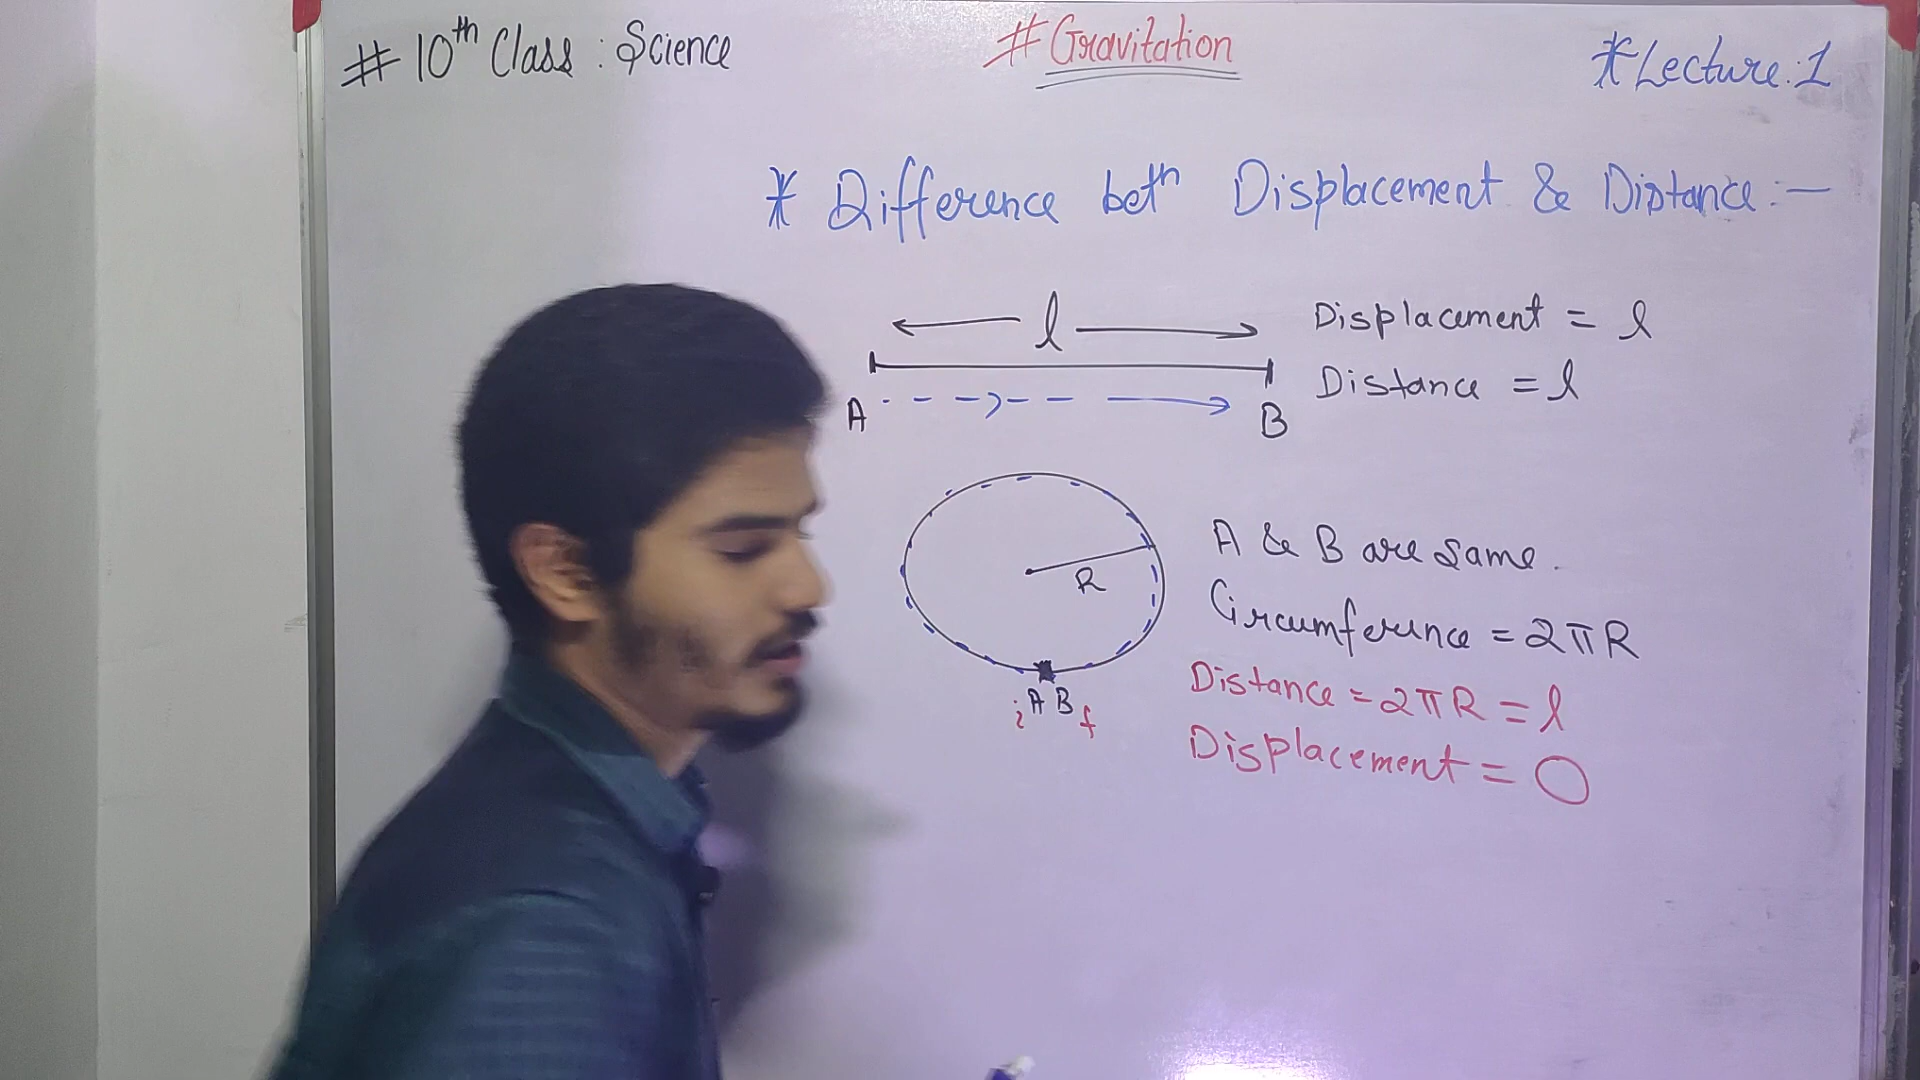 # 10th Class : Science
# Gravitation
* Lecture : 1
* Difference betn Displacement & Distance : —
l
A
B
Displacement = l
Distance = l
R
i A B f
A & B are same.
Circumference = 2πR
Distance = 2πR = l
Displacement = 0